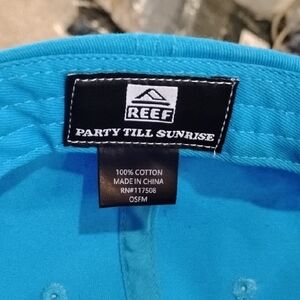 REEF
PARTY TILL SUNRISE
100% COTTON
MADE IN CHINA
RN#117508
OSFM